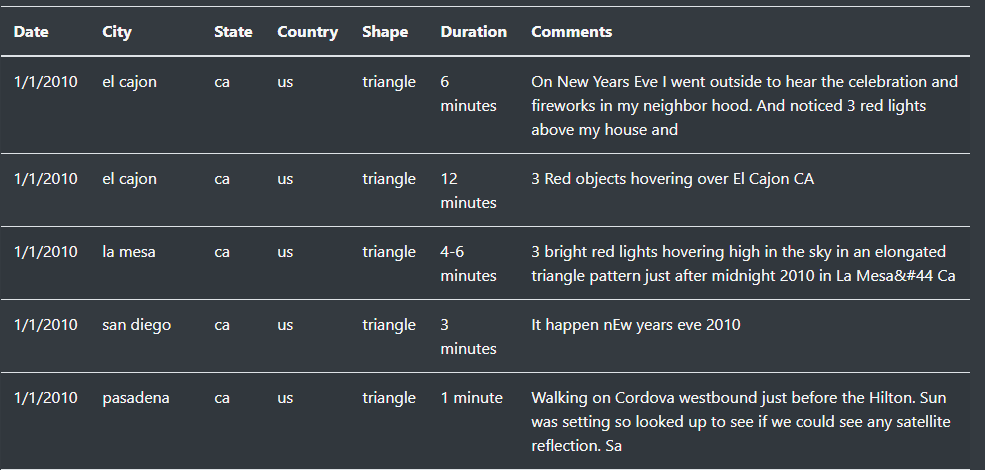 Date City State Country Shape Duration Comments
1/1/2010 el cajon ca us triangle 6 On New Years Eve I went outside to hear the celebration and
minutes fireworks in my neighbor hood. And noticed 3 red lights
above my house and
1/1/2010 el cajon ca us triangle 12 3 Red objects hovering over El Cajon CA
minutes
1/1/2010 la mesa ca us triangle 4-6 3 bright red lights hovering high in the sky in an elongated
minutes triangle pattern just after midnight 2010 in La Mesa&#44 Ca
1/1/2010 san diego ca us triangle 3 It happen nEw years eve 2010
minutes
1/1/2010 pasadena ca us triangle 1 minute Walking on Cordova westbound just before the Hilton. Sun
was setting so looked up to see if we could see any satellite
reflection. Sa